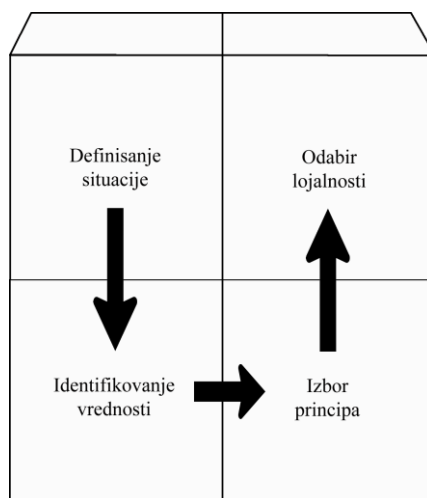 Definisanje
situacije
Odabir
lojalnosti
Identifikovanje
vrednosti
Izbor
principa